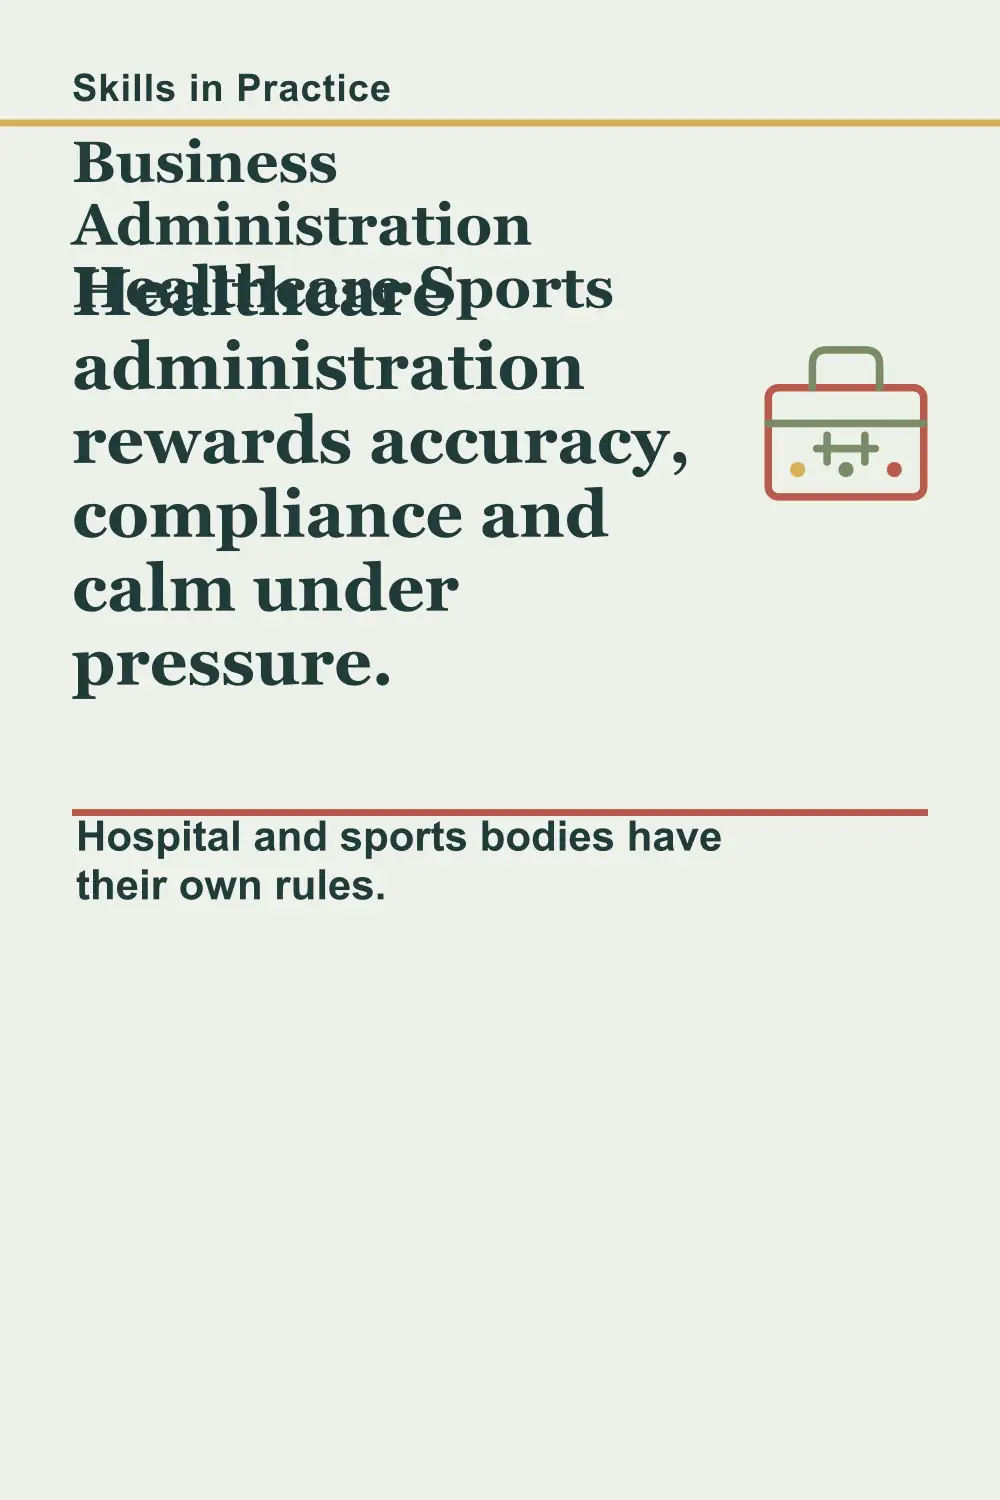 Skills in Practice
Business
Administration
Healthcare Sports
Healthcare
administration
rewards accuracy,
compliance and
calm under
pressure.
Hospital and sports bodies have
their own rules.